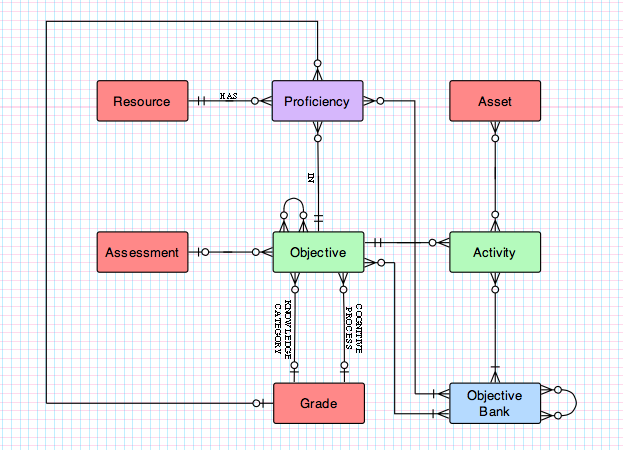 Resource
HAS
Proficiency
Asset
IN
Assessment
Objective
Activity
KNOWLEDGE
CATEGORY
COGNITIVE
PROCESS
Grade
Objective
Bank